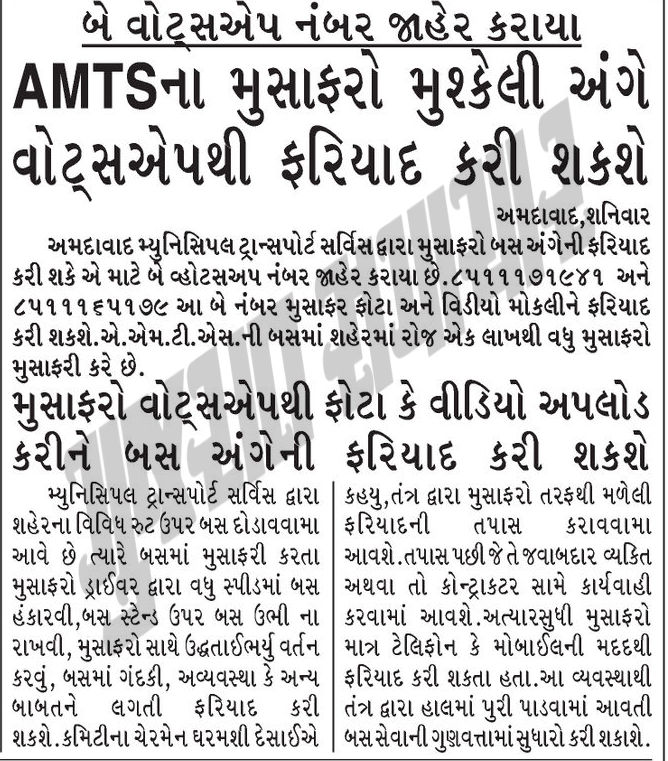 બે વોટ્સએપ નંબર જાહેર કરાયા
AMTSના મુસાફરો મુશ્કેલી અંગે
વોટ્સએપથી ફરિયાદ કરી શકશે
અમદાવાદ,શનિવાર
અમદાવાદ મ્યુનિસિપલ ટ્રાન્સપોર્ટ સર્વિસ દ્વારા મુસાફરો બસ અંગેની ફરિયાદ
કરી શકે એ માટે બે વ્હોટસઅપ નંબર જાહેર કરાયા છે.૮૫૧૧૧૭૧૯૪૧ અને
૮૫૧૧૧૬૫૧૭૯ આ બે નંબર મુસાફર ફોટા અને વિડીયો મોકલીને ફરિયાદ
કરી શકશે.એ.એમ.ટી.એસ.ની બસમાં શહેરમાં રોજ એક લાખથી વધુ મુસાફરો
મુસાફરી કરે છે.
મુસાફરો વોટ્સએપથી ફોટા કે વીડિયો અપલોડ
કરીને બસ અંગેની ફરિયાદ કરી શકશે
મ્યુનિસિપલ ટ્રાન્સપોર્ટ સર્વિસ દ્વારા
શહેરના વિવિધ રુટ ઉપર બસ દોડાવવામા
આવે છે ત્યારે બસમાં મુસાફરી કરતા
મુસાફરો ડ્રાઈવર દ્વારા વધુ સ્પીડમાં બસ
હંકારવી,બસ સ્ટેન્ડ ઉપર બસ ઉભી ના
રાખવી, મુસાફરો સાથે ઉદ્ધતાઈભર્યુ વર્તન
કરવું, બસમાં ગંદકી, અવ્યવસ્થા કે અન્ય
બાબતને લગતી ફરિયાદ કરી
શકશે.કમિટીના ચેરમેન ધરમશી દેસાઈએ
કહયુ,તંત્ર દ્વારા મુસાફરો તરફથી મળેલી
ફરિયાદની તપાસ કરાવવામા
આવશે.તપાસ પછી જે તે જવાબદાર વ્યકિત
અથવા તો કોન્ટ્રાકટર સામે કાર્યવાહી
કરવામાં આવશે.અત્યારસુધી મુસાફરો
માત્ર ટેલિફોન કે મોબાઈલની મદદથી
ફરિયાદ કરી શકતા હતા.આ વ્યવસ્થાથી
તંત્ર દ્વારા હાલમાં પુરી પાડવામાં આવતી
બસ સેવાની ગુણવત્તામાં સુધારો કરી શકાશે.